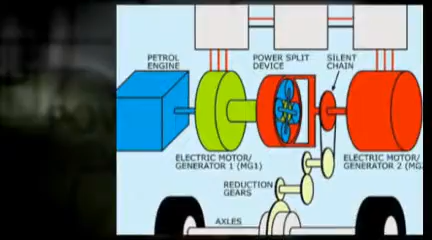 PETROL
ENGINE
POWER SPLIT
DEVICE
SILENT
CHAIN
ELECTRIC MOTOR/
GENERATOR 1 (MG1)
ELECTRIC MOTOR/
GENERATOR 2 (MG
REDUCTION
GEARS
AXLES